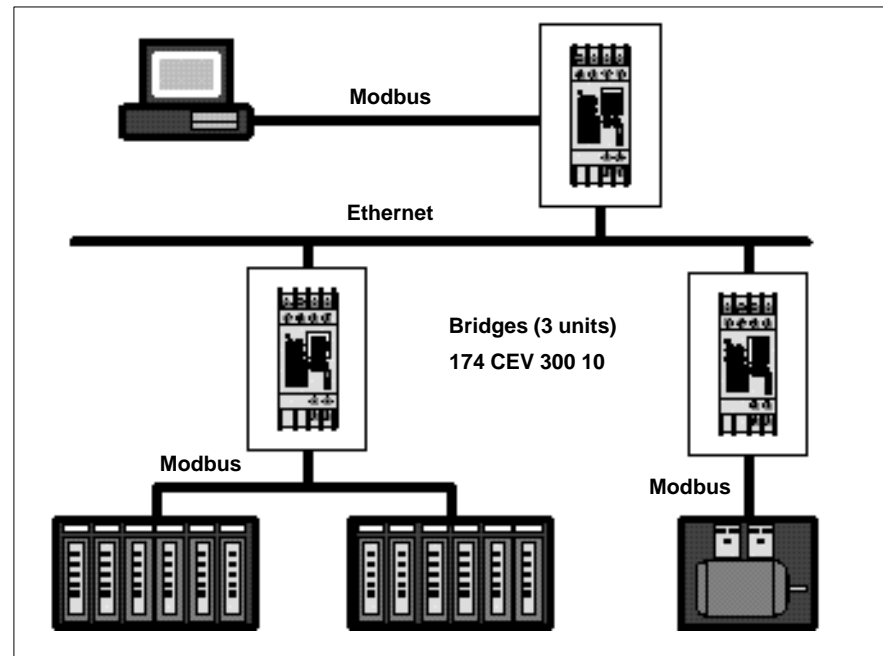 Modbus
Ethernet
Bridges (3 units)
174 CEV 300 10
Modbus
Modbus